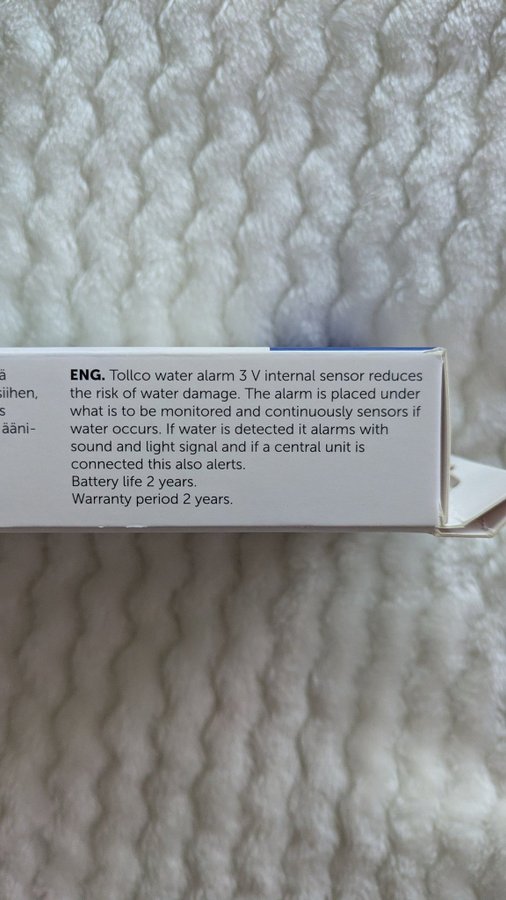 ä
siihen,
s
ääni-
ENG. Tollco water alarm 3 V internal sensor reduces
the risk of water damage. The alarm is placed under
what is to be monitored and continuously sensors if
water occurs. If water is detected it alarms with
sound and light signal and if a central unit is
connected this also alerts.
Battery life 2 years.
Warranty period 2 years.